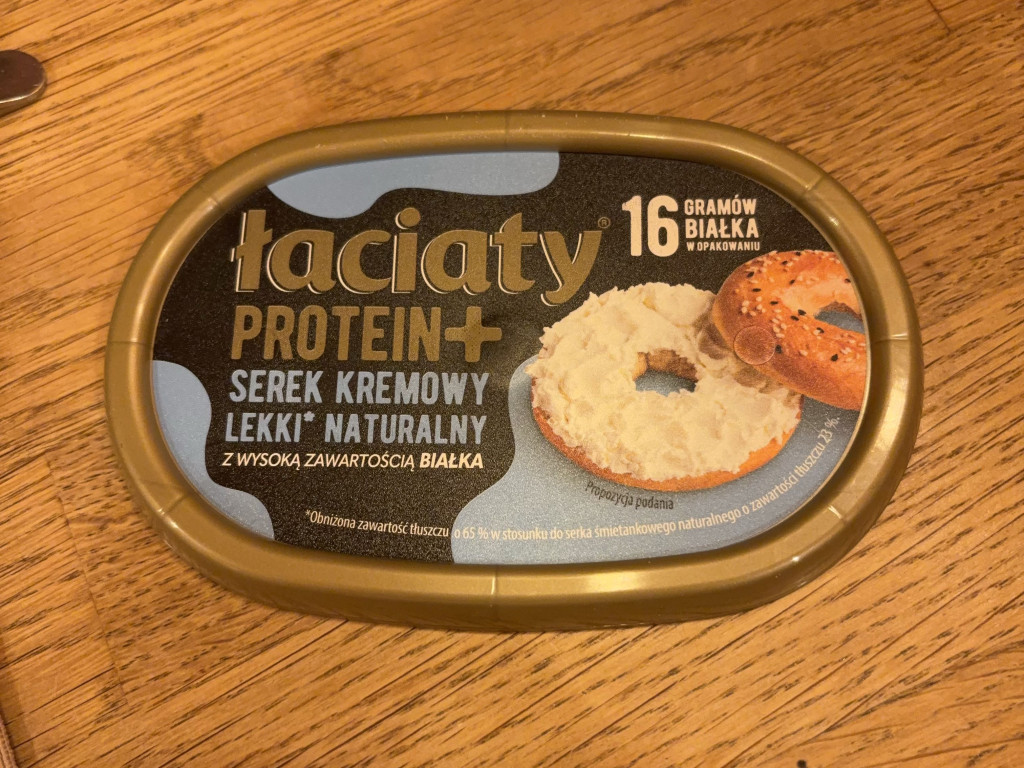 łaciaty®
PROTEIN+
SEREK KREMOWY
LEKKI* NATURALNY
Z WYSOKĄ ZAWARTOŚCIĄ BIAŁKA
16 GRAMÓW
BIAŁKA
W OPAKOWANIU
Propozycja podania
*Obniżona zawartość tłuszczu o 65 % w stosunku do serka śmietankowego naturalnego o zawartości tłuszczu 23 %.